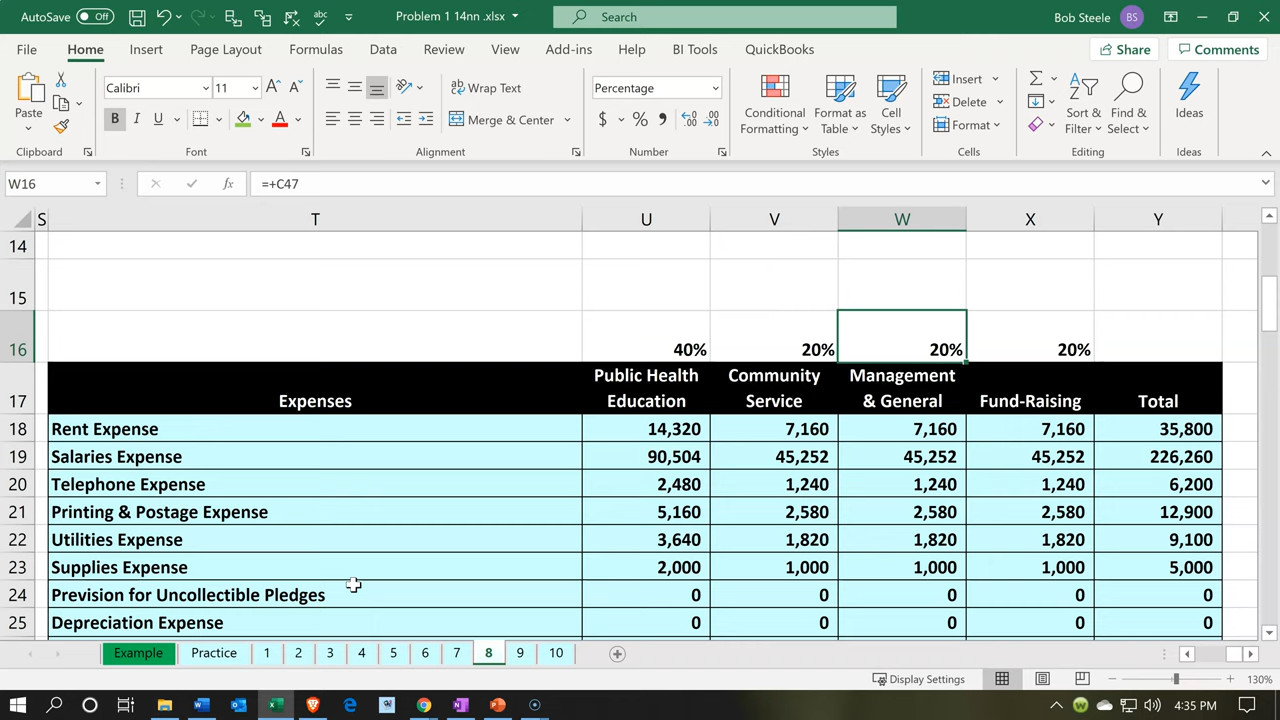 AutoSave Off Problem 1 14nn .xlsx Search Bob Steele BS
File Home Insert Page Layout Formulas Data Review View Add-ins Help BI Tools QuickBooks Share Comments
Paste Calibri 11 Wrap Text Percentage Conditional Formatting Format as Table Cell Styles Insert Sort & Filter Find & Select Ideas
B I U Merge & Center $ % Delete
Format
Clipboard Font Alignment Number Styles Cells Editing Ideas
W16 fx =+C47
S T U V W X Y
14
15
16 40% 20% 20% 20%
17 Expenses Public Health Education Community Service Management & General Fund-Raising Total
18 Rent Expense 14,320 7,160 7,160 7,160 35,800
19 Salaries Expense 90,504 45,252 45,252 45,252 226,260
20 Telephone Expense 2,480 1,240 1,240 1,240 6,200
21 Printing & Postage Expense 5,160 2,580 2,580 2,580 12,900
22 Utilities Expense 3,640 1,820 1,820 1,820 9,100
23 Supplies Expense 2,000 1,000 1,000 1,000 5,000
24 Prevision for Uncollectible Pledges 0 0 0 0 0
25 Depreciation Expense 0 0 0 0 0
Example Practice 1 2 3 4 5 6 7 8 9 10
Display Settings 130%
4:35 PM